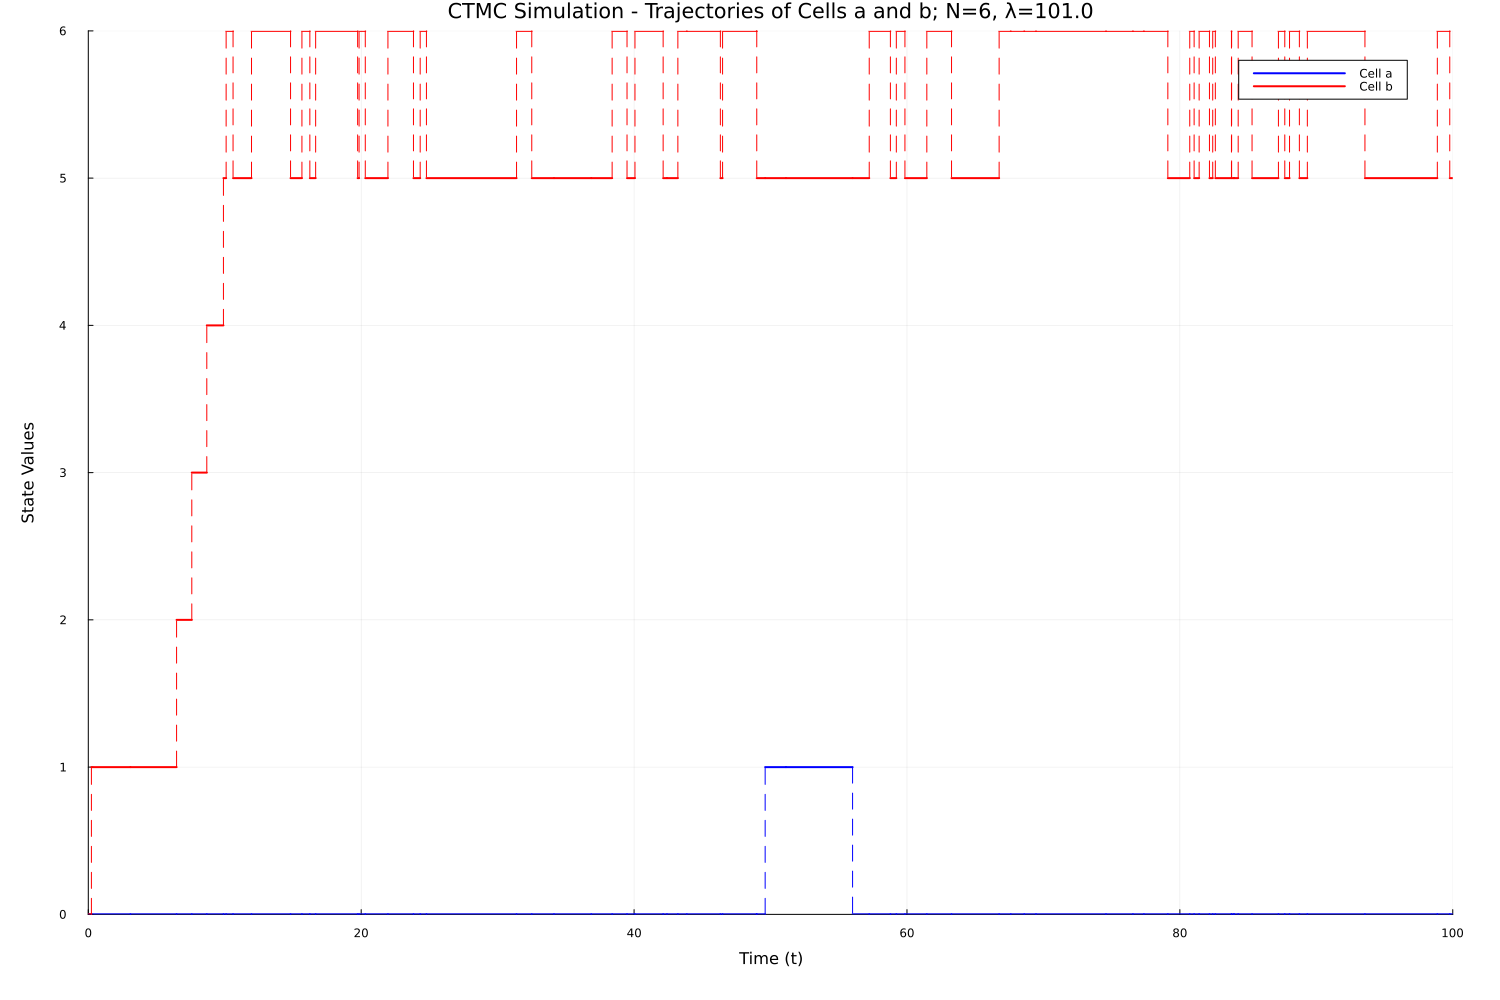 CTMC Simulation - Trajectories of Cells a and b; N=6, λ=101.0
6
Cell a
Cell b
5
4
State Values
3
2
1
0
0 20 40 60 80 100
Time (t)